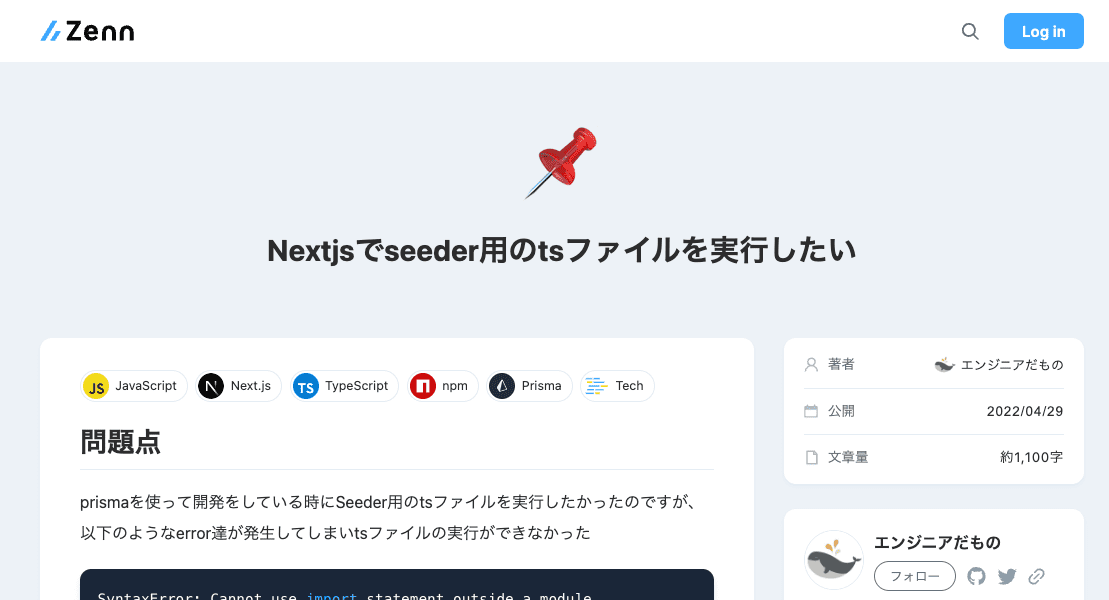 Zenn
Log in
Nextjsでseeder用のtsファイルを実行したい
JS JavaScript N Next.js TS TypeScript npm Prisma Tech
問題点
prismaを使って開発をしている時にSeeder用のtsファイルを実行したかったのですが、
以下のようなerror達が発生してしまいtsファイルの実行ができなかった
SyntaxError: Cannot use import statement outside a module
著者 エンジニアだもの
公開 2022/04/29
文章量 約1,100字
エンジニアだもの
フォロー